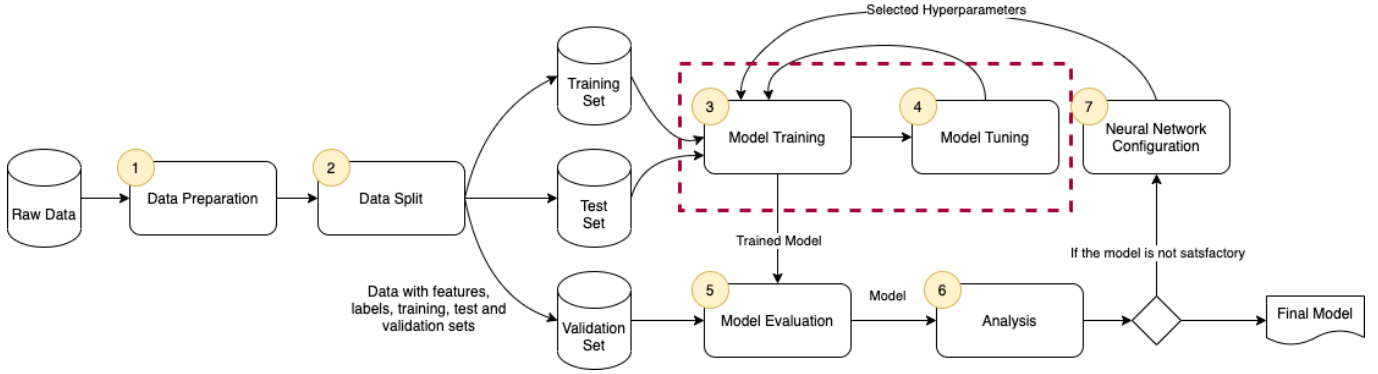 Selected Hyperparameters
Training
Set
3
Model Training
4
Model Tuning
7
Neural Network
Configuration
Raw Data
1
Data Preparation
2
Data Split
Test
Set
Trained Model
If the model is not satsfactory
Data with features,
labels, training, test and
validation sets
Validation
Set
5
Model Evaluation
Model
6
Analysis
Final Model